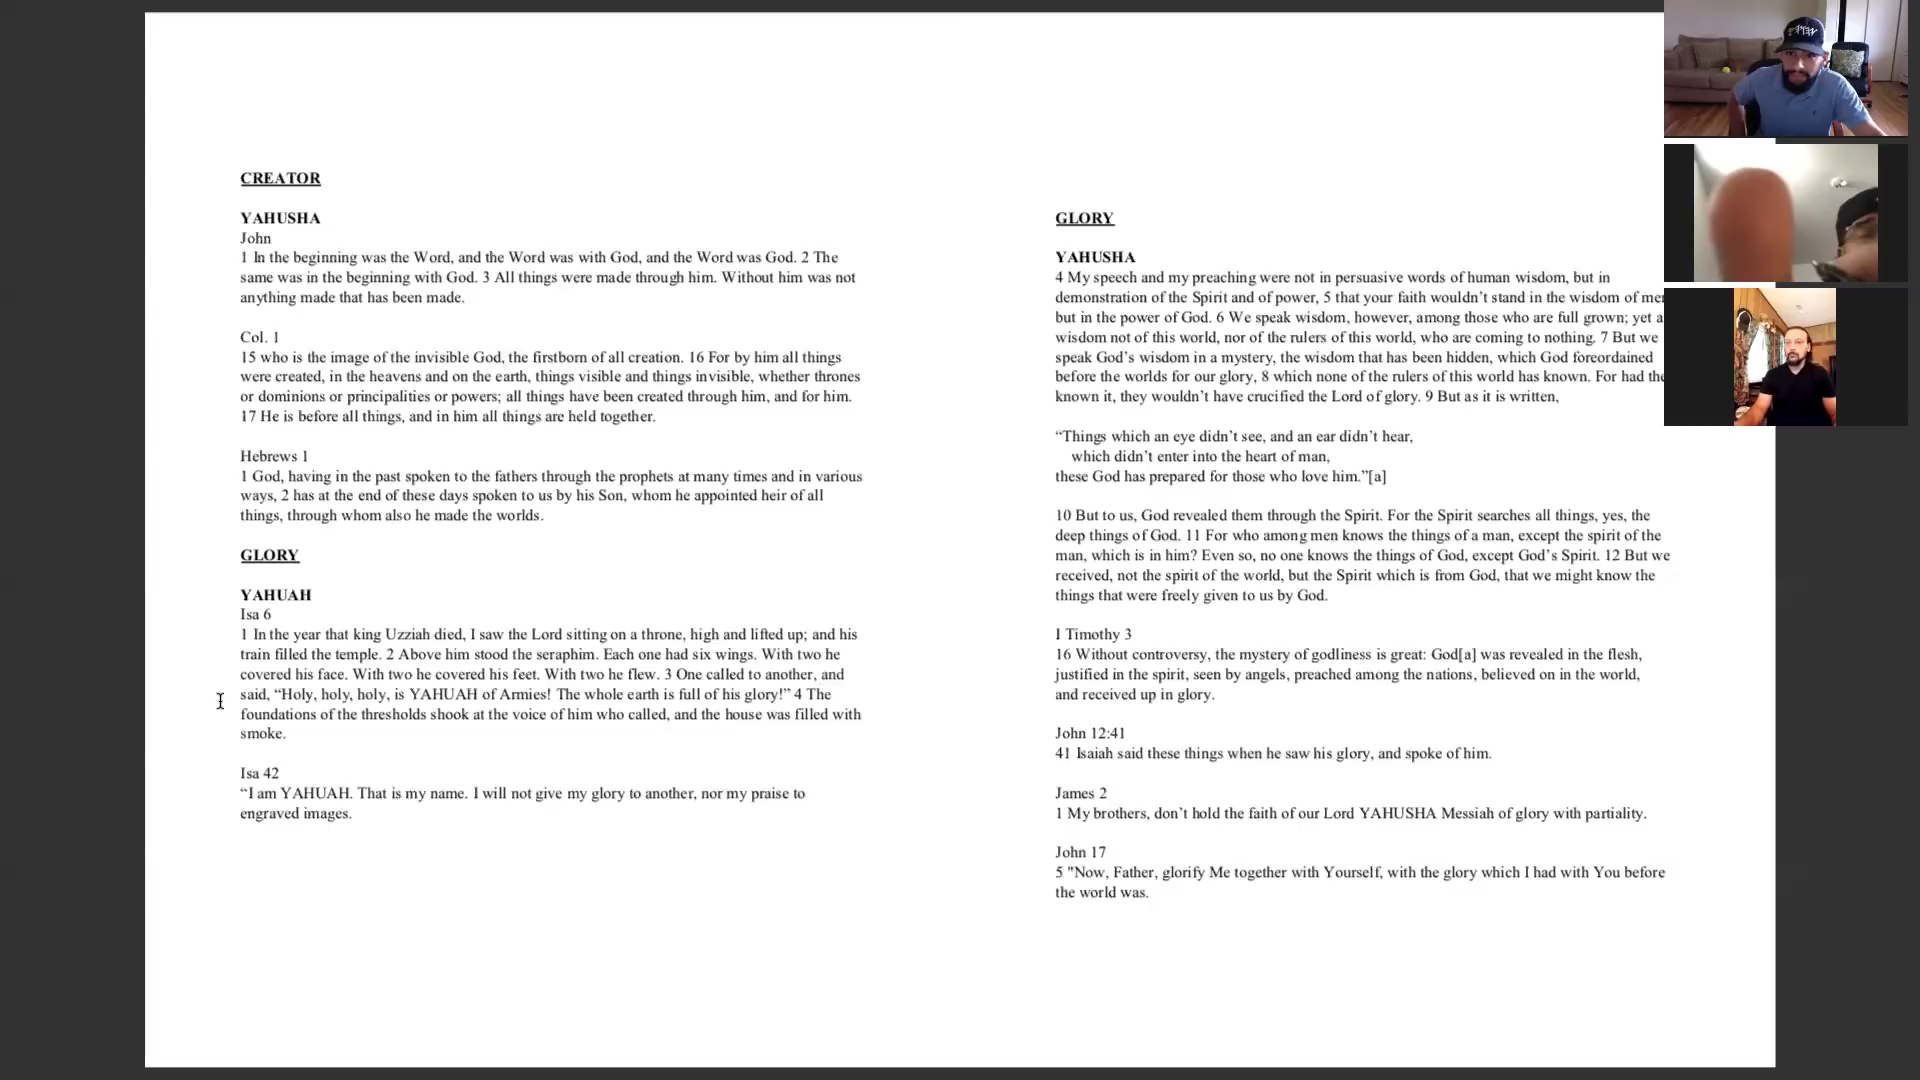 CREATOR
YAHUSHA
John
1 In the beginning was the Word, and the Word was with God, and the Word was God. 2 The
same was in the beginning with God. 3 All things were made through him. Without him was not
anything made that has been made.
Col. 1
15 who is the image of the invisible God, the firstborn of all creation. 16 For by him all things
were created, in the heavens and on the earth, things visible and things invisible, whether thrones
or dominions or principalities or powers; all things have been created through him, and for him.
17 He is before all things, and in him all things are held together.
Hebrews 1
1 God, having in the past spoken to the fathers through the prophets at many times and in various
ways, 2 has at the end of these days spoken to us by his Son, whom he appointed heir of all
things, through whom also he made the worlds.
GLORY
YAHUAH
Isa 6
1 In the year that king Uzziah died, I saw the Lord sitting on a throne, high and lifted up; and his
train filled the temple. 2 Above him stood the seraphim. Each one had six wings. With two he
covered his face. With two he covered his feet. With two he flew. 3 One called to another, and
said, “Holy, holy, holy, is YAHUAH of Armies! The whole earth is full of his glory!” 4 The
foundations of the thresholds shook at the voice of him who called, and the house was filled with
smoke.
Isa 42
“I am YAHUAH. That is my name. I will not give my glory to another, nor my praise to
engraved images.
GLORY
YAHUSHA
4 My speech and my preaching were not in persuasive words of human wisdom, but in
demonstration of the Spirit and of power, 5 that your faith wouldn’t stand in the wisdom of
but in the power of God. 6 We speak wisdom, however, among those who are full grown; yet a
wisdom not of this world, nor of the rulers of this world, who are coming to nothing. 7 But we
speak God’s wisdom in a mystery, the wisdom that has been hidden, which God foreordained
before the worlds for our glory, 8 which none of the rulers of this world has known. For had
known it, they wouldn’t have crucified the Lord of glory. 9 But as it is written,
“Things which an eye didn’t see, and an ear didn’t hear,
which didn’t enter into the heart of man,
these God has prepared for those who love him.”[a]
10 But to us, God revealed them through the Spirit. For the Spirit searches all things, yes, the
deep things of God. 11 For who among men knows the things of a man, except the spirit of the
man, which is in him? Even so, no one knows the things of God, except God’s Spirit. 12 But we
received, not the spirit of the world, but the Spirit which is from God, that we might know the
things that were freely given to us by God.
I Timothy 3
16 Without controversy, the mystery of godliness is great: God[a] was revealed in the flesh,
justified in the spirit, seen by angels, preached among the nations, believed on in the world,
and received up in glory.
John 12:41
41 Isaiah said these things when he saw his glory, and spoke of him.
James 2
1 My brothers, don’t hold the faith of our Lord YAHUSHA Messiah of glory with partiality.
John 17
5 "Now, Father, glorify Me together with Yourself, with the glory which I had with You before
the world was.